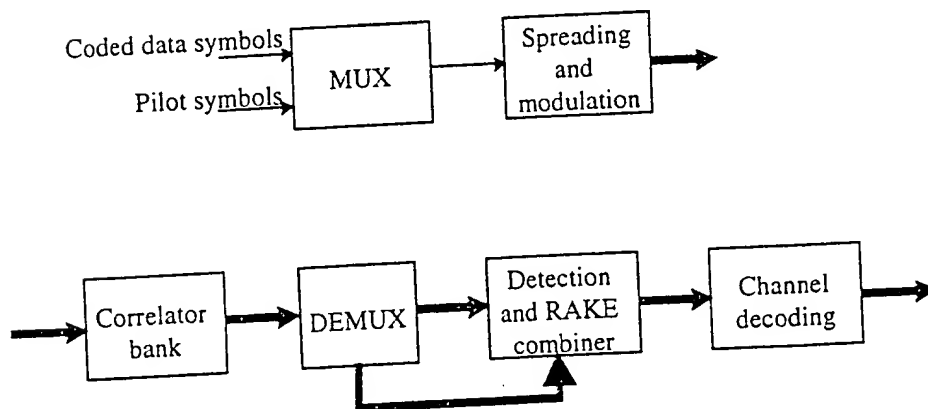 Coded data symbols
Pilot symbols
MUX
Spreading
and
modulation
Correlator
bank
DEMUX
Detection
and RAKE
combiner
Channel
decoding